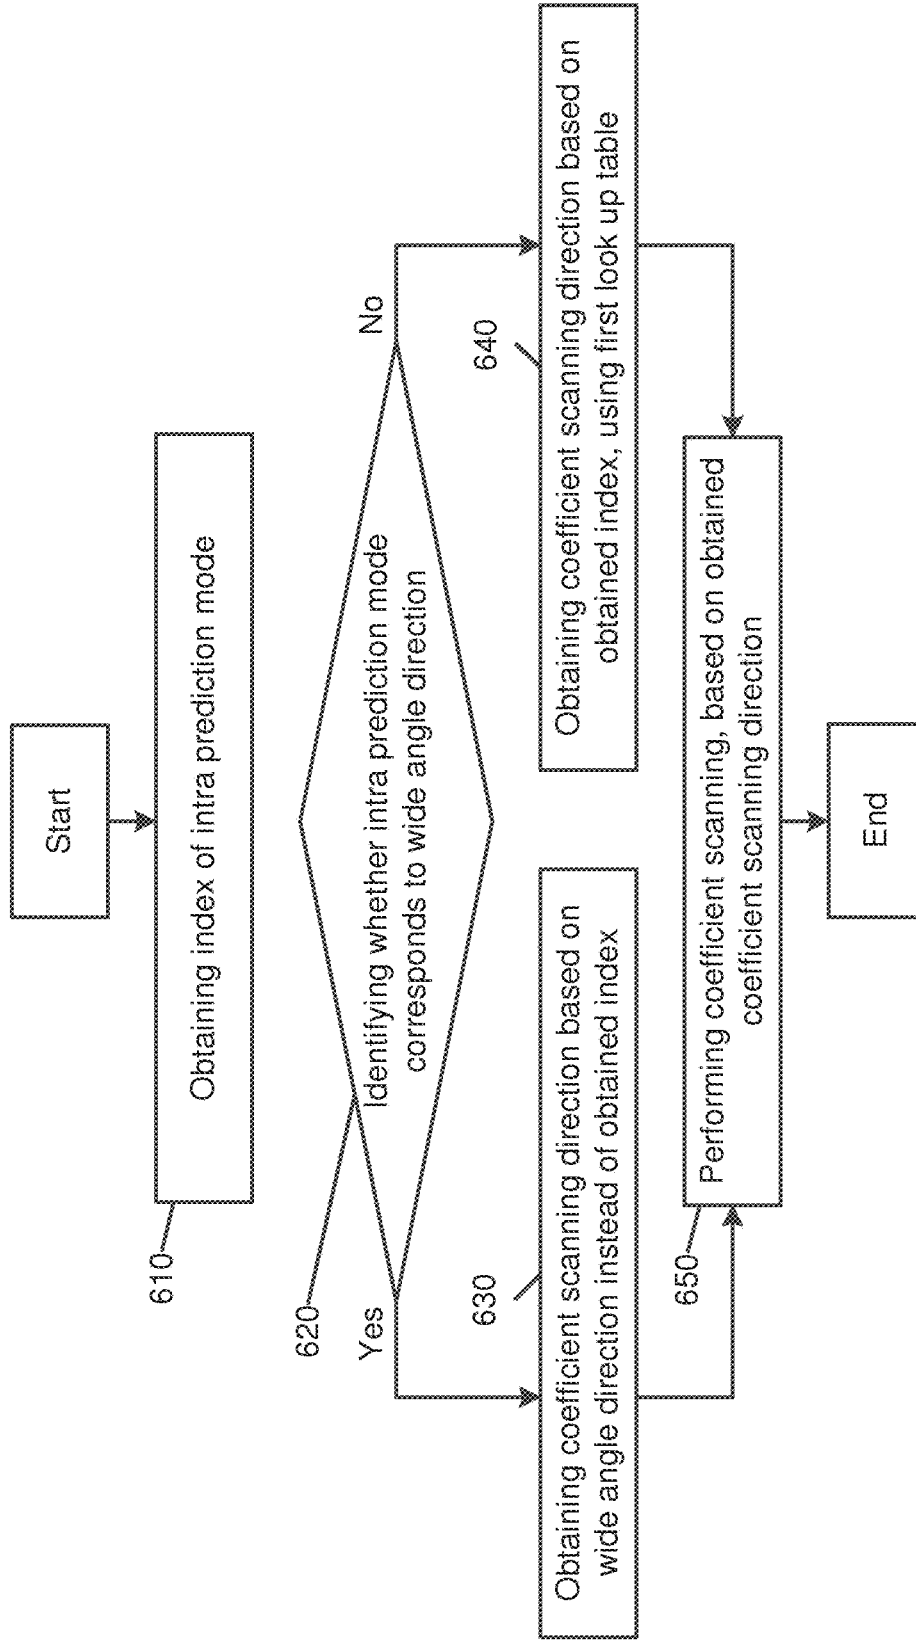 Start
610
Obtaining index of intra prediction mode
620
Identifying whether intra prediction mode
corresponds to wide angle direction
Yes
No
630
Obtaining coefficient scanning direction based on
wide angle direction instead of obtained index
640
Obtaining coefficient scanning direction based on
obtained index, using first look up table
650
Performing coefficient scanning, based on obtained
coefficient scanning direction
End